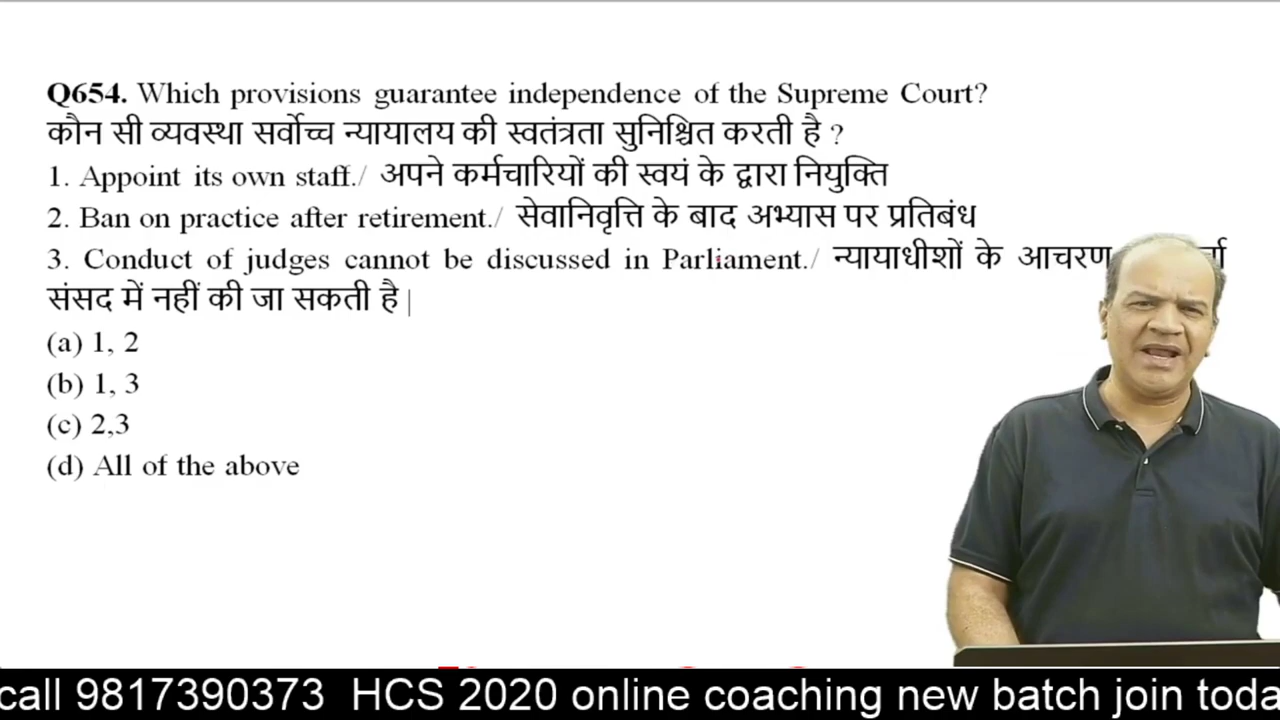 Q654. Which provisions guarantee independence of the Supreme Court?
कौन सी व्यवस्था सर्वोच्च न्यायालय की स्वतंत्रता सुनिश्चित करती है ?
1. Appoint its own staff./ अपने कर्मचारियों की स्वयं के द्वारा नियुक्ति
2. Ban on practice after retirement./ सेवानिवृत्ति के बाद अभ्यास पर प्रतिबंध
3. Conduct of judges cannot be discussed in Parliament./ न्यायाधीशों के आचरण
संसद में नहीं की जा सकती है |
(a) 1, 2
(b) 1, 3
(c) 2,3
(d) All of the above
call 9817390373 HCS 2020 online coaching new batch join toda